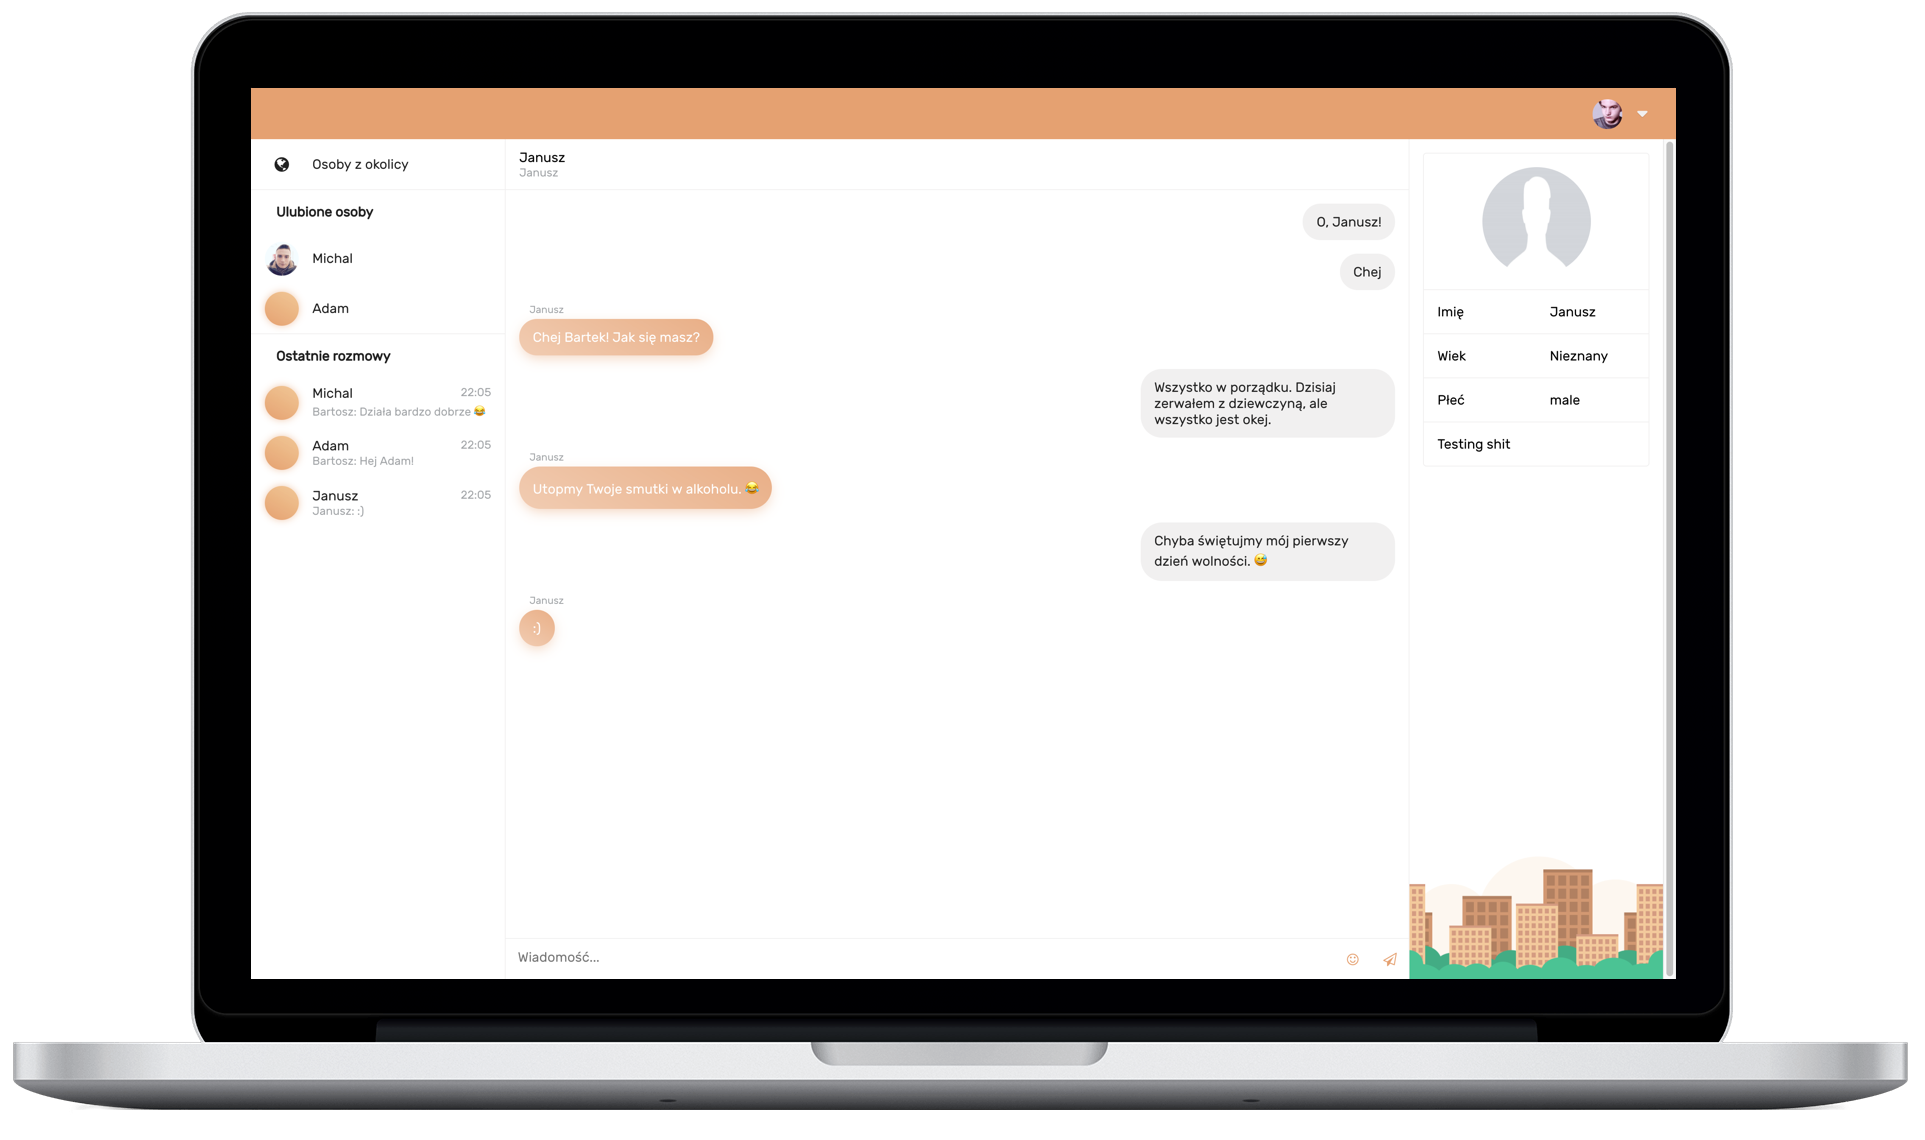 Osoby z okolicy
Ulubione osoby
Michal
Adam
Ostatnie rozmowy
Michal 22:05
Bartosz: Działa bardzo dobrze 😂
Adam 22:05
Bartosz: Hej Adam!
Janusz 22:05
Janusz: :)
Janusz
Janusz
O, Janusz!
Chej
Janusz
Chej Bartek! Jak się masz?
Wszystko w porządku. Dzisiaj
zerwałem z dziewczyną, ale
wszystko jest okej.
Janusz
Utopmy Twoje smutki w alkoholu. 😂
Chyba świętujmy mój pierwszy
dzień wolności. 😅
Janusz
:)
Wiadomość...
Imię Janusz
Wiek Nieznany
Płeć male
Testing shit